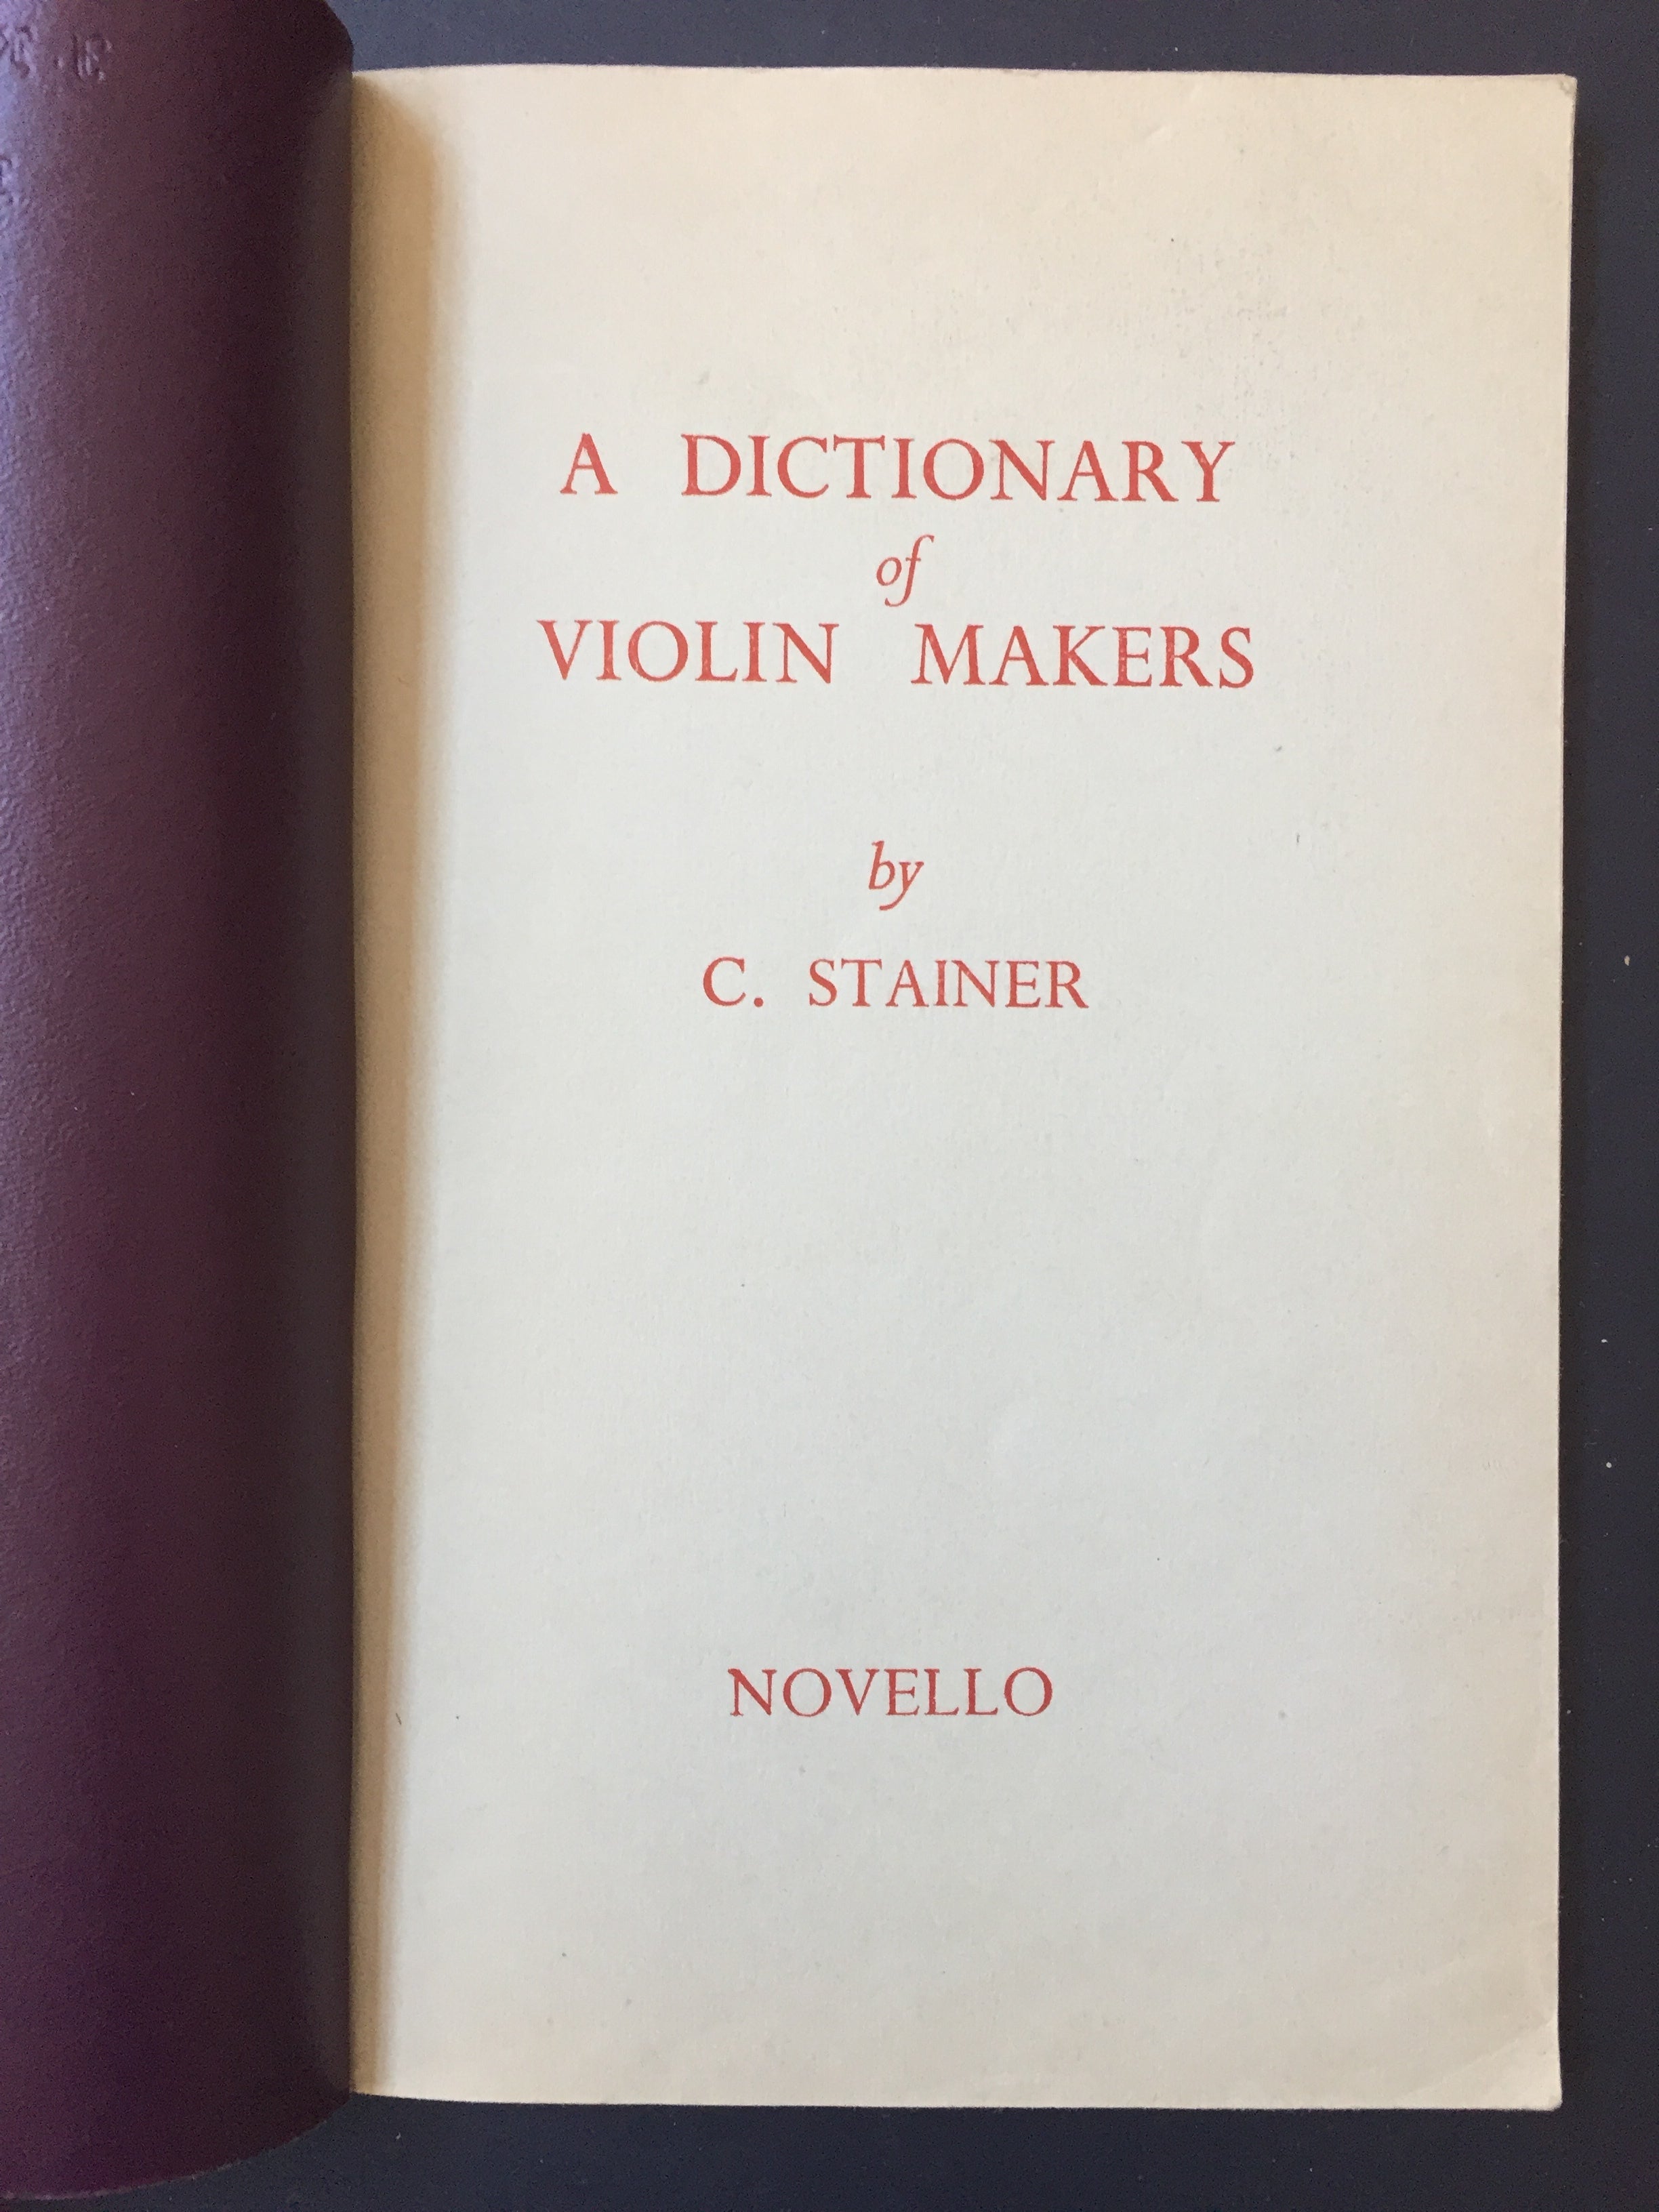 A DICTIONARY
of
VIOLIN MAKERS
by
C. STAINER
NOVELLO